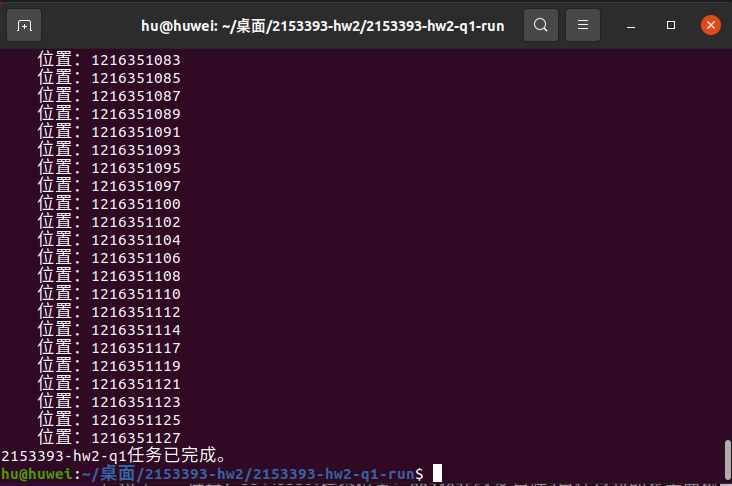 hu@huwei: ~/桌面/2153393-hw2/2153393-hw2-q1-run
位置: 1216351083
位置: 1216351085
位置: 1216351087
位置: 1216351089
位置: 1216351091
位置: 1216351093
位置: 1216351095
位置: 1216351097
位置: 1216351100
位置: 1216351102
位置: 1216351104
位置: 1216351106
位置: 1216351108
位置: 1216351110
位置: 1216351112
位置: 1216351114
位置: 1216351117
位置: 1216351119
位置: 1216351121
位置: 1216351123
位置: 1216351125
位置: 1216351127
2153393-hw2-q1任务已完成。
hu@huwei:~/桌面/2153393-hw2/2153393-hw2-q1-run$